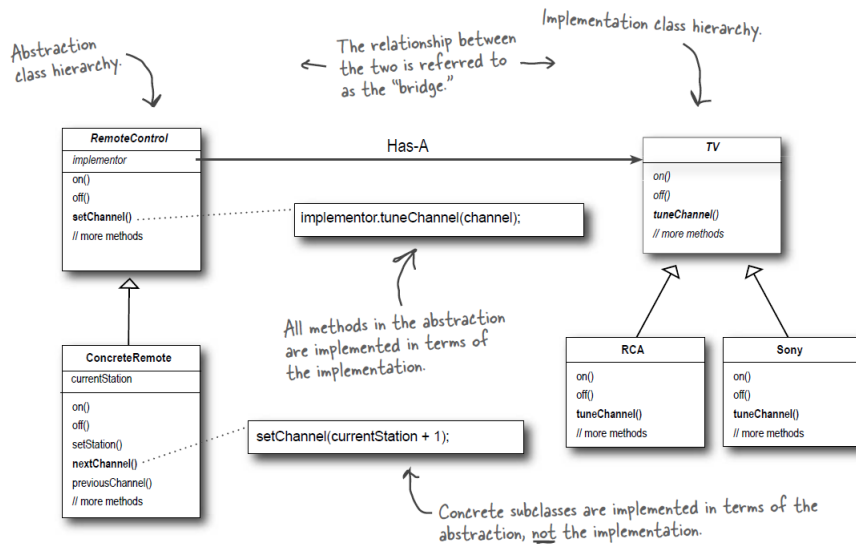 Abstraction
class hierarchy.
The relationship between
the two is referred to
as the “bridge.”
Implementation class hierarchy.
RemoteControl
implementor
on()
off()
setChannel()
// more methods
Has-A
TV
on()
off()
tuneChannel()
// more methods
implementor.tuneChannel(channel);
All methods in the abstraction
are implemented in terms of
the implementation.
ConcreteRemote
currentStation
on()
off()
setStation()
nextChannel()
previousChannel()
// more methods
setChannel(currentStation + 1);
RCA
on()
off()
tuneChannel()
// more methods
Sony
on()
off()
tuneChannel()
// more methods
Concrete subclasses are implemented in terms of the
abstraction, not the implementation.